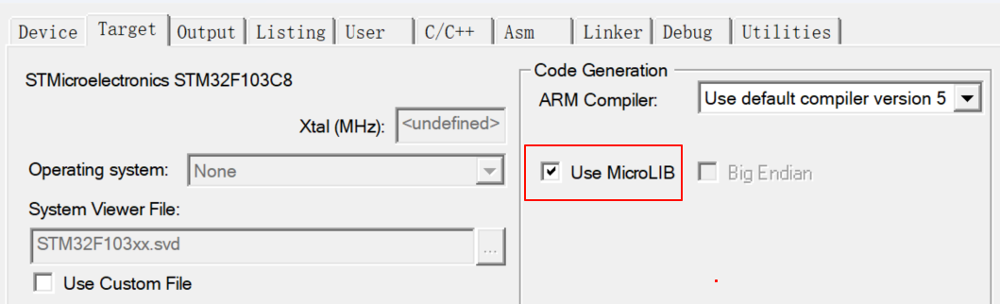 Device Target Output Listing User C/C++ Asm Linker Debug Utilities
STMicroelectronics STM32F103C8
Xtal (MHz): <undefined>
Operating system: None
System Viewer File:
STM32F103xx.svd ...
Use Custom File
Code Generation
ARM Compiler: Use default compiler version 5
Use MicroLIB Big Endian